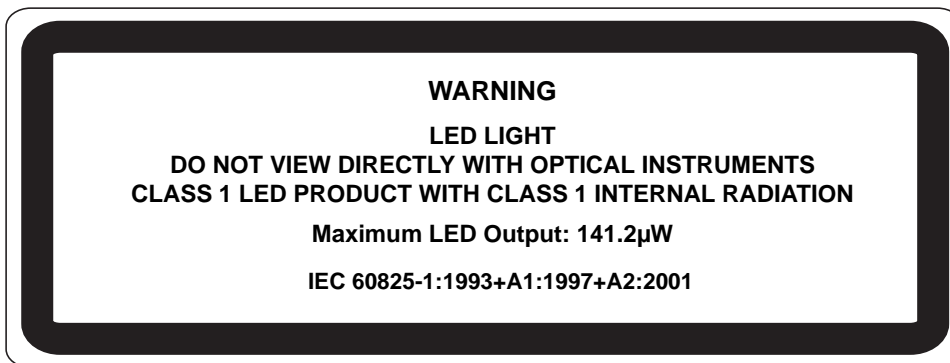 WARNING
LED LIGHT
DO NOT VIEW DIRECTLY WITH OPTICAL INSTRUMENTS
CLASS 1 LED PRODUCT WITH CLASS 1 INTERNAL RADIATION
Maximum LED Output: 141.2µW
IEC 60825-1:1993+A1:1997+A2:2001